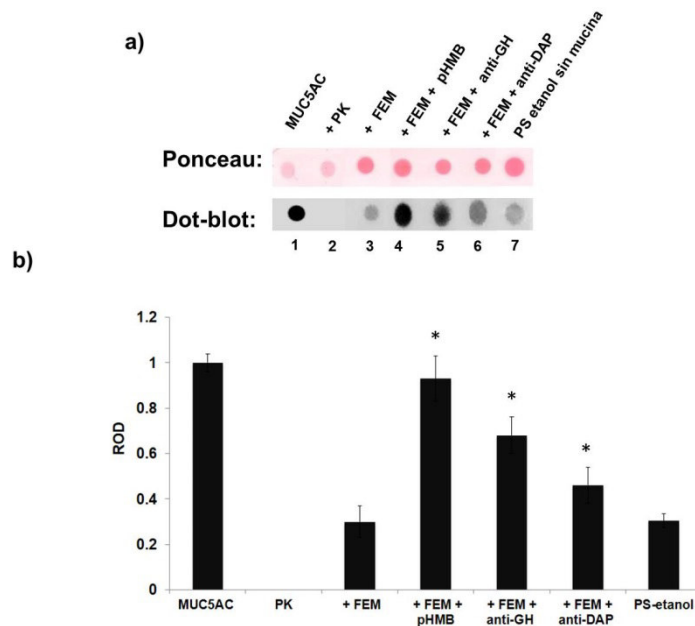 a)
MUC5AC
+ PK
+ FEM
+ FEM + pHMB
+ FEM + anti-GH
+ FEM + anti-DAP
PS etanol sin mucina
Ponceau:
Dot-blot:
1 2 3 4 5 6 7
b)
1.2
1
0.8
0.6
0.4
0.2
0
ROD
*
*
*
MUC5AC PK + FEM + FEM + + FEM + + FEM + PS-etanol
pHMB anti-GH anti-DAP